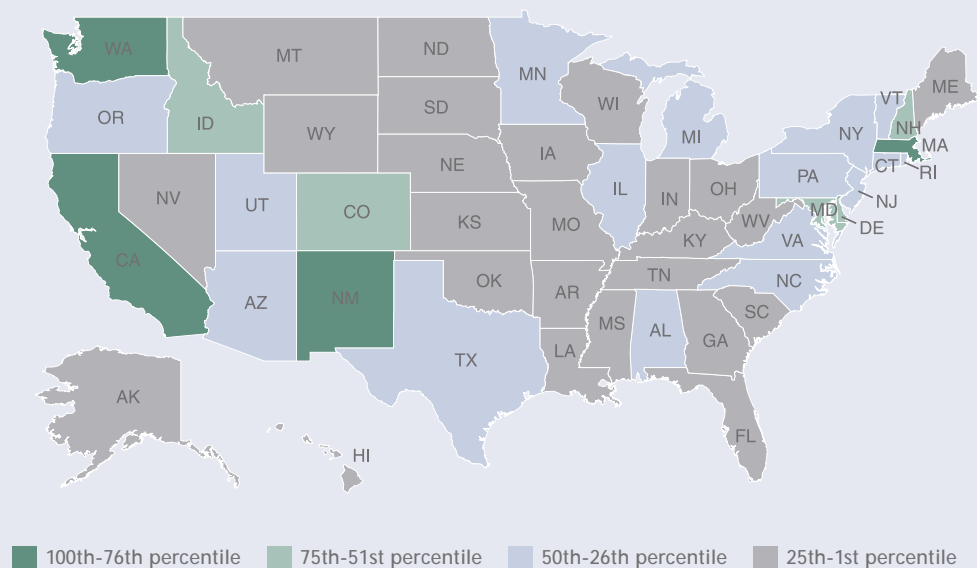 WA
MT
ND
MN
VT
ME
OR
ID
SD
WI
MI
NY
NH
MA
WY
IA
NE
PA
CT
RI
NV
UT
CO
IL
IN
OH
NJ
KS
MO
WV
MD
DE
KY
VA
CA
AZ
NM
OK
AR
TN
NC
SC
TX
MS
AL
GA
LA
AK
FL
HI
100th-76th percentile
75th-51st percentile
50th-26th percentile
25th-1st percentile